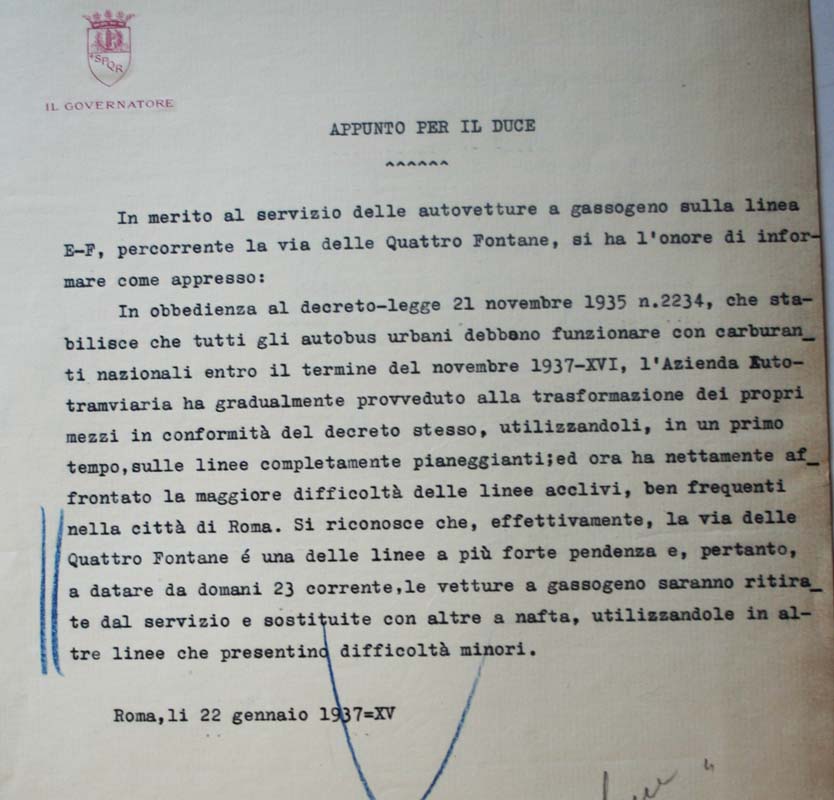 SPQR
IL GOVERNATORE
APPUNTO PER IL DUCE
^^^^^^
In merito al servizio delle autovetture a gassogeno sulla linea
E-F, percorrente la via delle Quattro Fontane, si ha l'onore di infor-
mare come appresso:
In obbedienza al decreto-legge 21 novembre 1935 n.2234, che sta-
bilisce che tutti gli autobus urbani debbano funzionare con carburan_
ti nazionali entro il termine del novembre 1937-XVI, l'Azienda Auto-
tramviaria ha gradualmente provveduto alla trasformazione dei propri
mezzi in conformità del decreto stesso, utilizzandoli, in un primo
tempo,sulle linee completamente pianeggianti;ed ora ha nettamente af_
frontato la maggiore difficoltà delle linee acclivi, ben frequenti
nella città di Roma. Si riconosce che, effettivamente, la via delle
Quattro Fontane é una delle linee a più forte pendenza e, pertanto,
a datare da domani 23 corrente,le vetture a gassogeno saranno ritira_
te dal servizio e sostituite con altre a nafta, utilizzandole in al-
tre linee che presentino difficoltà minori.
Roma,li 22 gennaio 1937=XV